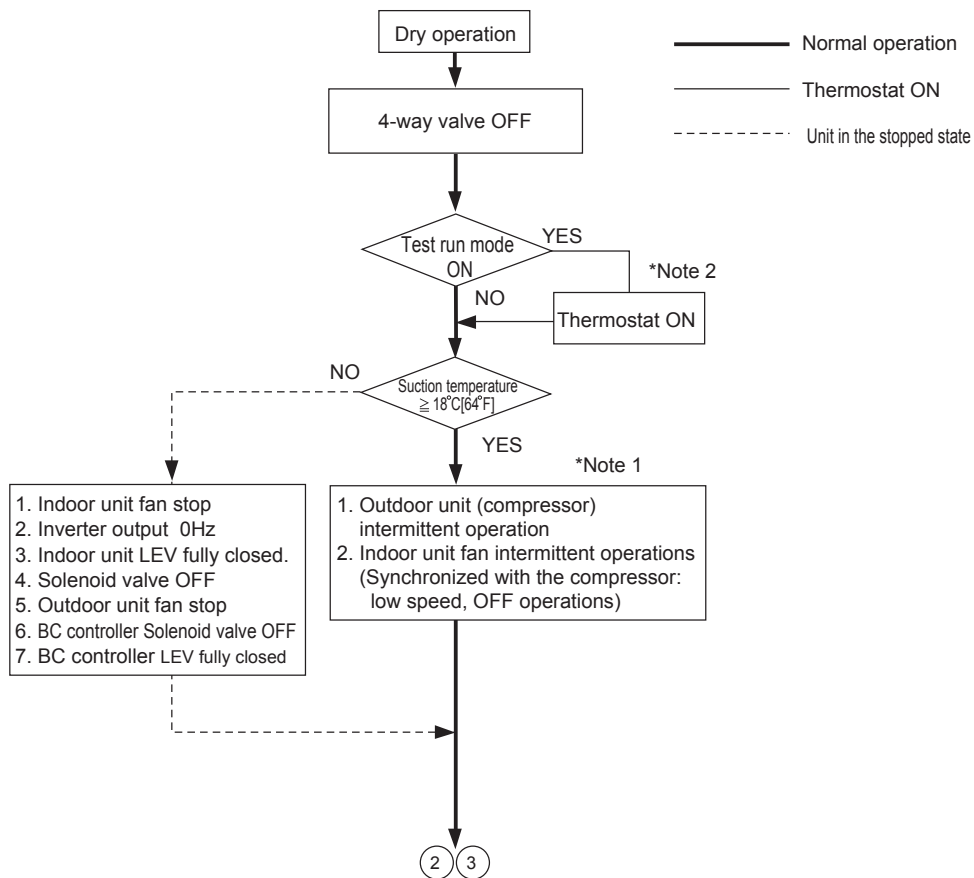 Dry operation
Normal operation
Thermostat ON
Unit in the stopped state
4-way valve OFF
Test run mode
ON
YES
*Note 2
NO
Thermostat ON
NO
Suction temperature
≧ 18°C[64°F]
YES
*Note 1
1. Indoor unit fan stop
2. Inverter output 0Hz
3. Indoor unit LEV fully closed.
4. Solenoid valve OFF
5. Outdoor unit fan stop
6. BC controller Solenoid valve OFF
7. BC controller LEV fully closed
1. Outdoor unit (compressor)
intermittent operation
2. Indoor unit fan intermittent operations
(Synchronized with the compressor:
low speed, OFF operations)
2 3